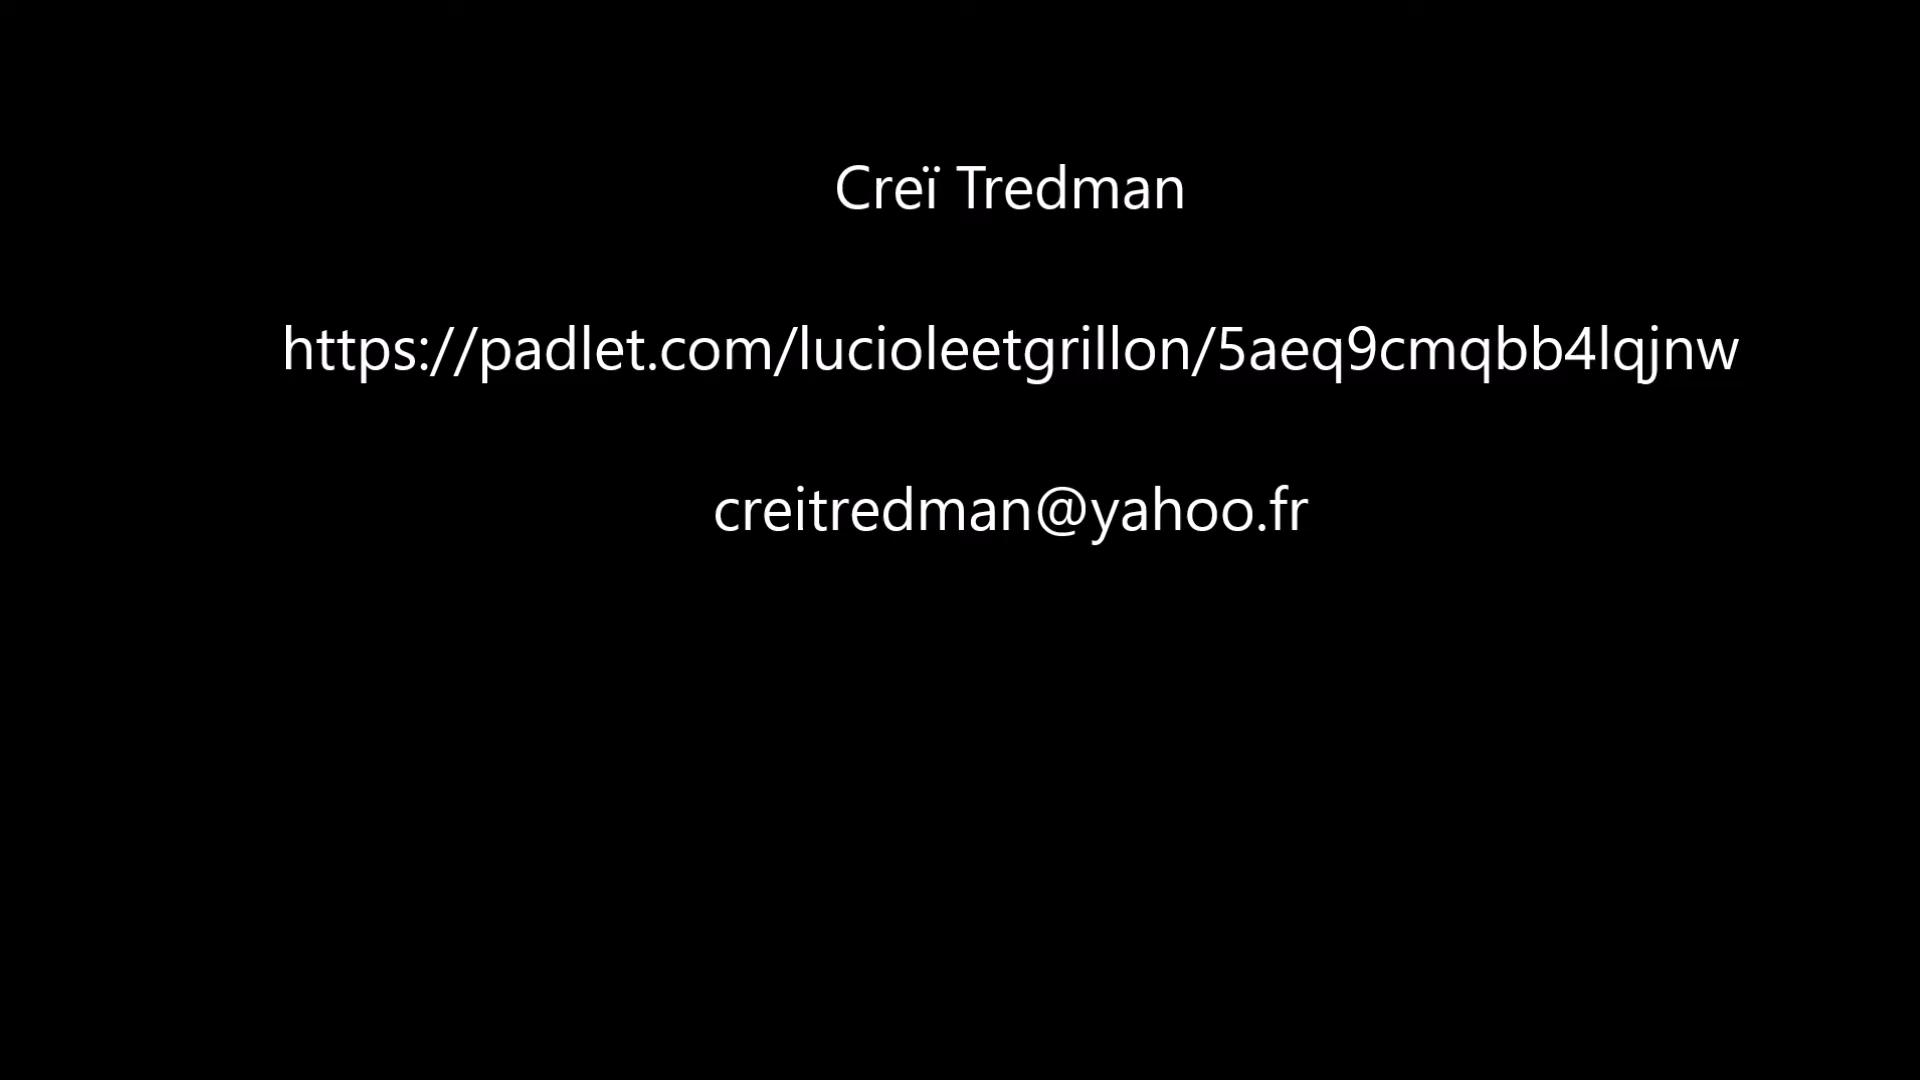 Creï Tredman
https://padlet.com/lucioleetgrillon/5aeq9cmqbb4lqjnw
creitredman@yahoo.fr